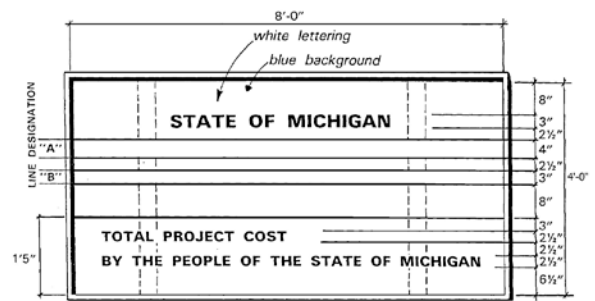 8'-0"
white lettering
blue background
STATE OF MICHIGAN
LINE DESIGNATION
"A"
"B"
8"
3"
2½"
4"
2½"
3"
8"
3"
2½"
2½"
2½"
6½"
4'-0"
1'5"
TOTAL PROJECT COST
BY THE PEOPLE OF THE STATE OF MICHIGAN